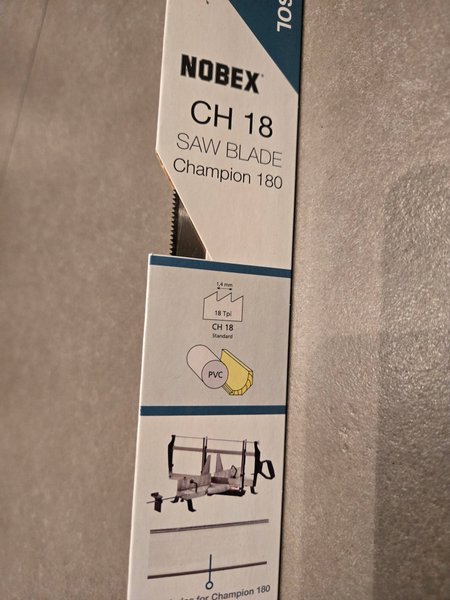 OSOL
NOBEX®
CH 18
SAW BLADE
Champion 180
1,4 mm
18 Tpi
CH 18
Standard
PVC
for Champion 180